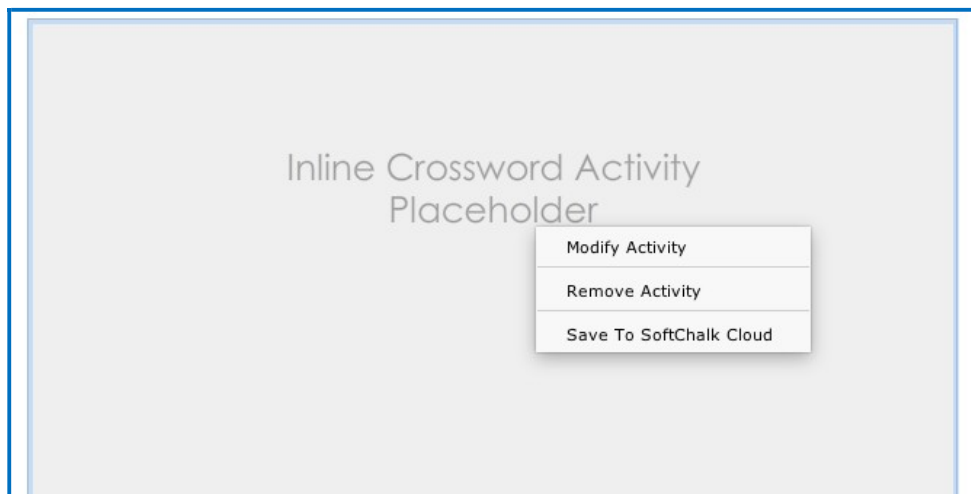 Inline Crossword Activity
Placeholder
Modify Activity
Remove Activity
Save To SoftChalk Cloud